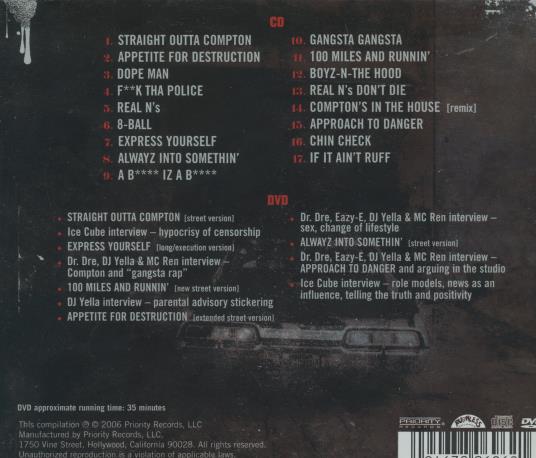 CD
1. STRAIGHT OUTTA COMPTON
2. APPETITE FOR DESTRUCTION
3. DOPE MAN
4. F**K THA POLICE
5. REAL N's
6. 8-BALL
7. EXPRESS YOURSELF
8. ALWAYZ INTO SOMETHIN'
9. A B**** IZ A B****
10. GANGSTA GANGSTA
11. 100 MILES AND RUNNIN'
12. BOYZ-N-THE HOOD
13. REAL N's DON'T DIE
14. COMPTON'S IN THE HOUSE [remix]
15. APPROACH TO DANGER
16. CHIN CHECK
17. IF IT AIN'T RUFF
DVD
• STRAIGHT OUTTA COMPTON [street version]
• Ice Cube interview – hypocrisy of censorship
• EXPRESS YOURSELF [long/execution version]
• Dr. Dre, Eazy-E, DJ Yella & MC Ren interview –
Compton and "gangsta rap"
• 100 MILES AND RUNNIN' [new street version]
• DJ Yella interview – parental advisory stickering
• APPETITE FOR DESTRUCTION [extended street version]
• Dr. Dre, Eazy-E, DJ Yella & MC Ren interview –
sex, change of lifestyle
• ALWAYZ INTO SOMETHIN' [street version]
• Dr. Dre, Eazy-E, DJ Yella & MC Ren interview –
APPROACH TO DANGER and arguing in the studio
• Ice Cube interview – role models, news as an
influence, telling the truth and positivity
DVD approximate running time: 35 minutes
This compilation ℗ © 2006 Priority Records, LLC
Manufactured by Priority Records, LLC,
1750 Vine Street, Hollywood, California 90028. All rights reserved.
Unauthorized reproduction is a violation of applicable laws.
PRIORITY
RECORDS